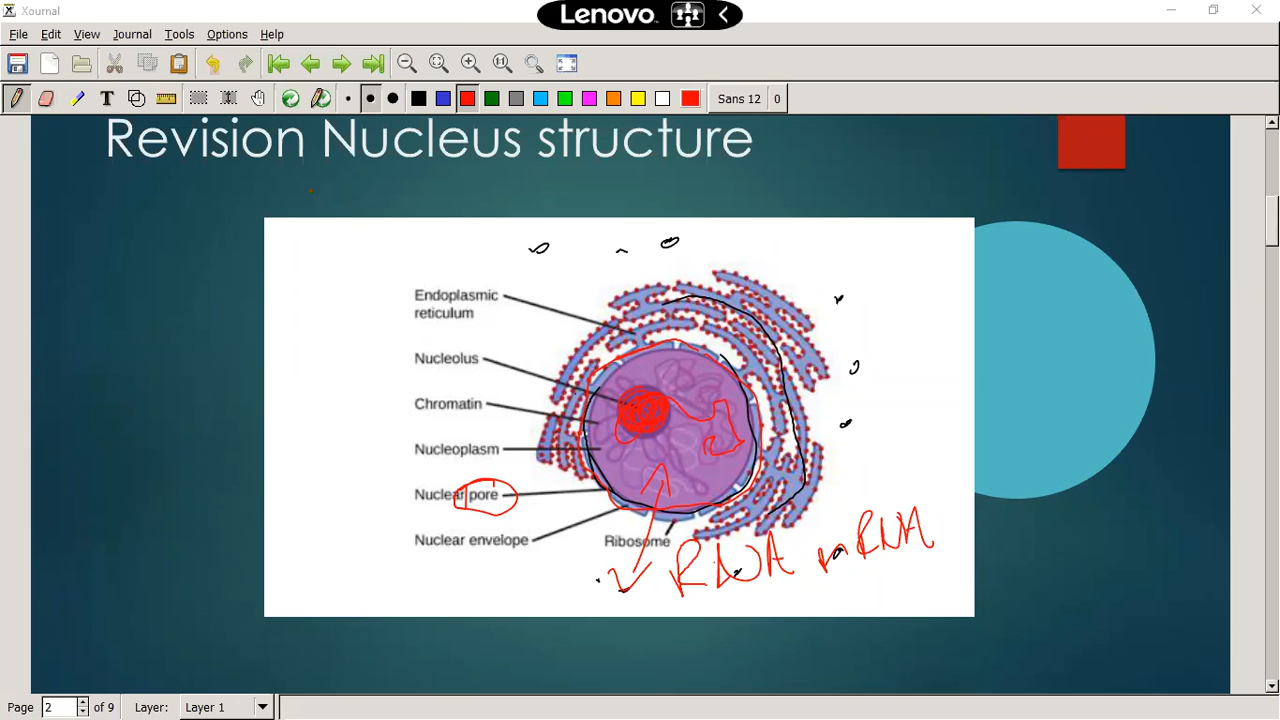 Xournal
Lenovo
File Edit View Journal Tools Options Help
Sans 12 0
Revision Nucleus structure
Endoplasmic
reticulum
Nucleolus
Chromatin
Nucleoplasm
Nuclear pore
Nuclear envelope
Ribosome
RNA mRNA
Page 2 of 9 Layer: Layer 1